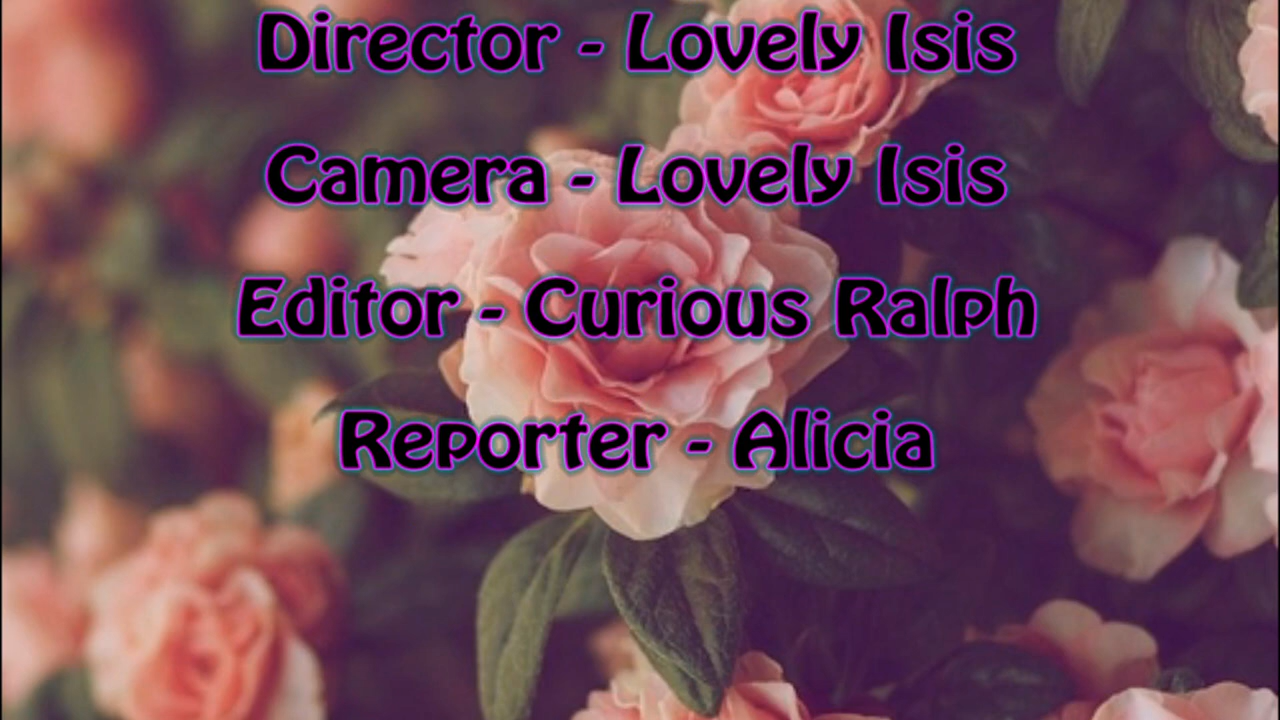 Director - Lovely Isis
Camera - Lovely Isis
Editor - Curious Ralph
Reporter - Alicia